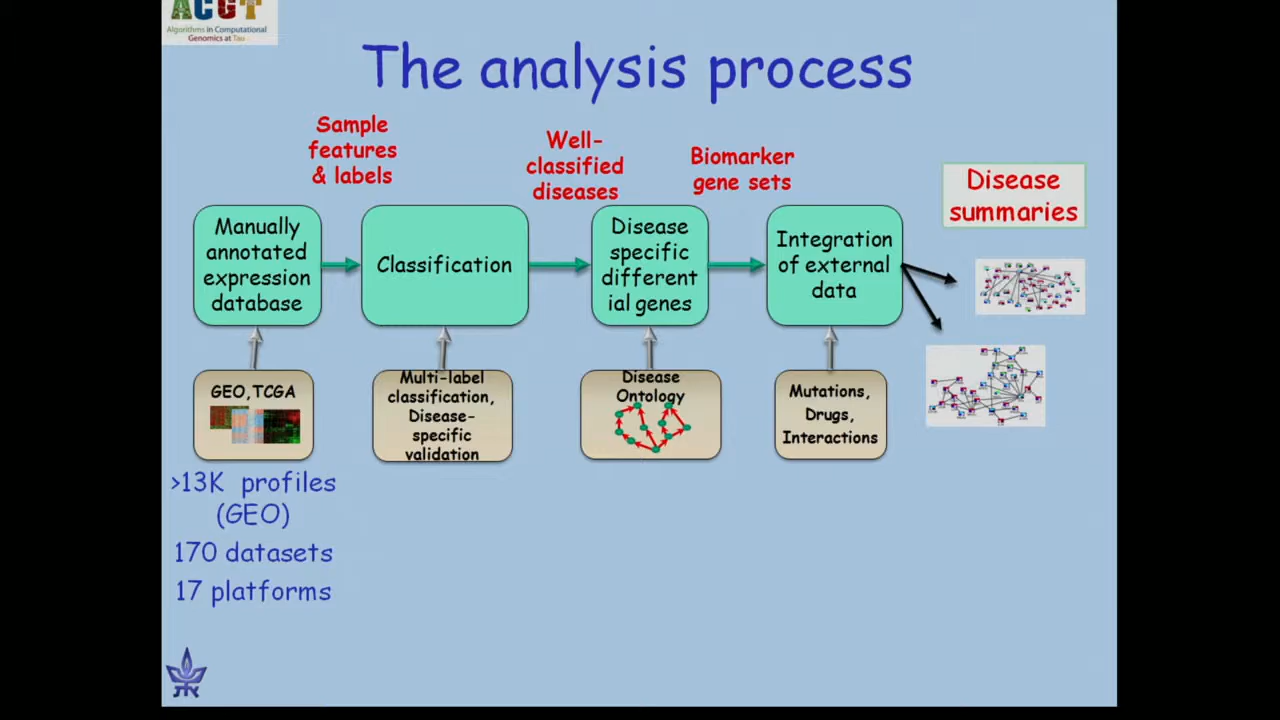 ACGT
Algorithms in Computational
Genomics at Tau
The analysis process
Sample
features
& labels
Well-
classified
diseases
Biomarker
gene sets
Disease
summaries
Manually
annotated
expression
database
Classification
Disease
specific
different
ial genes
Integration
of external
data
GEO,TCGA
Multi-label
classification,
Disease-
specific
validation
Disease
Ontology
Mutations,
Drugs,
Interactions
>13K profiles
(GEO)
170 datasets
17 platforms